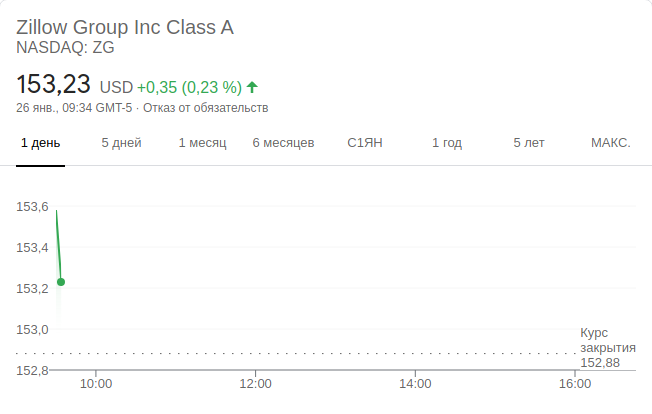 Zillow Group Inc Class A
NASDAQ: ZG
153,23 USD +0,35 (0,23 %)
26 янв., 09:34 GMT-5 · Отказ от обязательств
1 день 5 дней 1 месяц 6 месяцев С1ЯН 1 год 5 лет МАКС.
153,6
153,4
153,2
153,0
152,8
Курс
закрытия
152,88
10:00 12:00 14:00 16:00